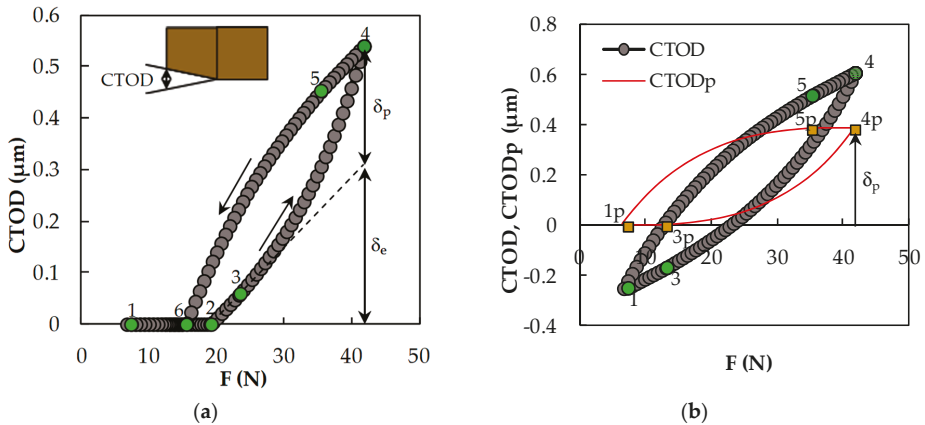 CTOD
0.6
0.5
0.4
0.3
0.2
0.1
0
CTOD (μm)
4
5
δp
δe
3
1
6
2
0
10
20
30
40
50
F (N)
(a)
0.8
0.6
0.4
0.2
0
-0.2
-0.4
CTOD, CTODp (μm)
CTOD
CTODp
4
5
5p
4p
δp
1p
3p
0
10
20
30
40
50
3
1
F (N)
(b)